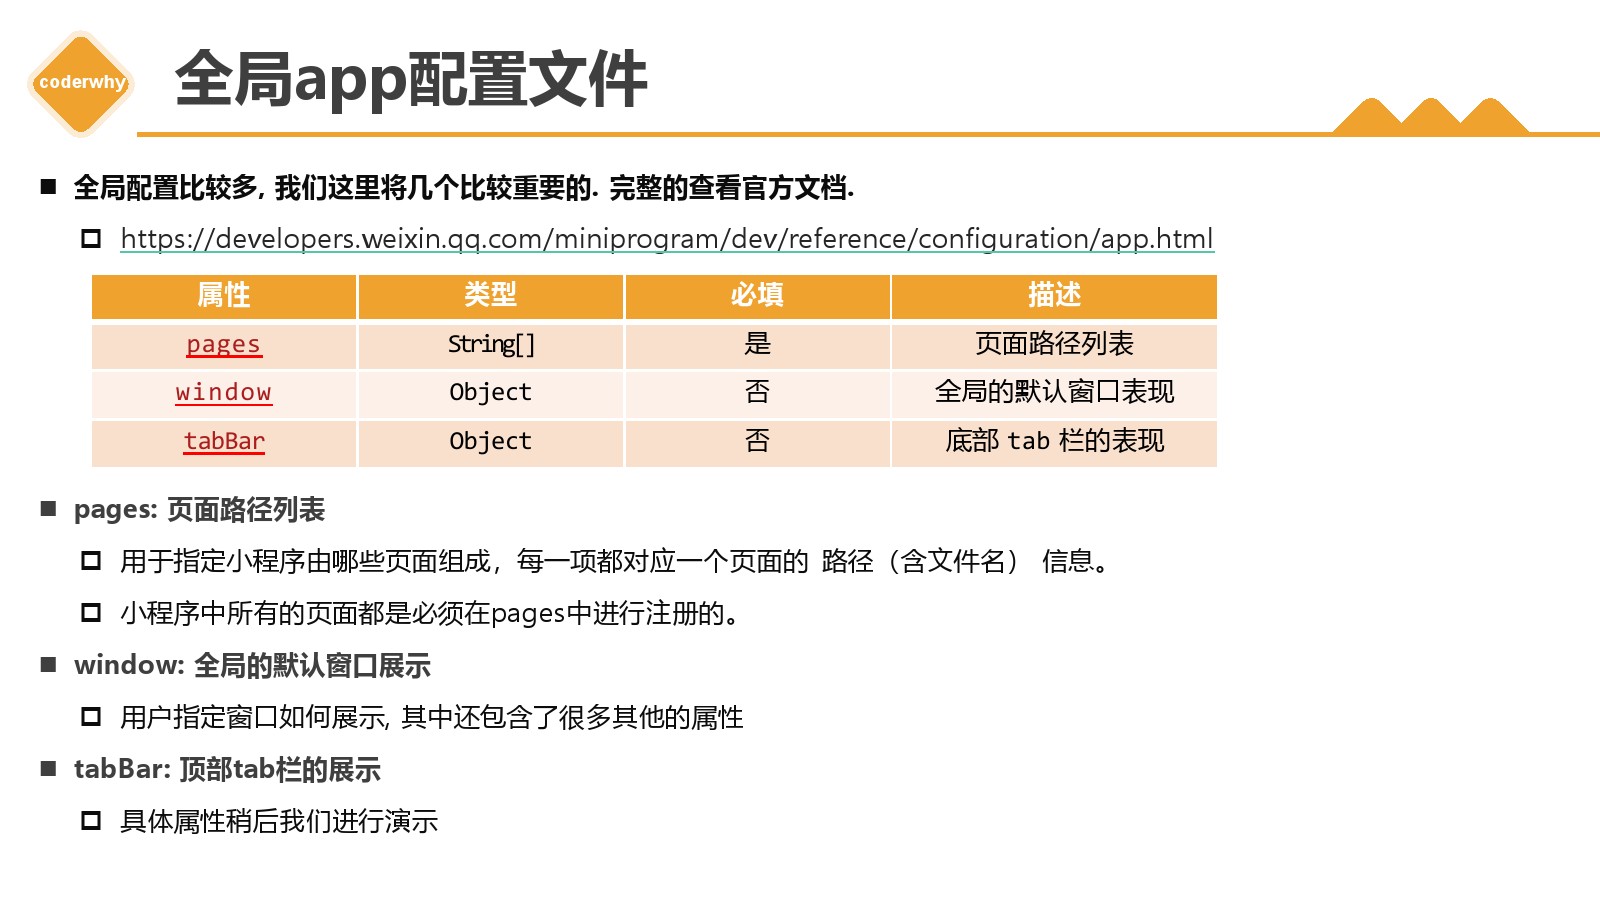 coderwhy
全局app配置文件
全局配置比较多, 我们这里将几个比较重要的. 完整的查看官方文档.
https://developers.weixin.qq.com/miniprogram/dev/reference/configuration/app.html
属性 类型 必填 描述
pages String[] 是 页面路径列表
window Object 否 全局的默认窗口表现
tabBar Object 否 底部 tab 栏的表现
pages: 页面路径列表
用于指定小程序由哪些页面组成，每一项都对应一个页面的 路径（含文件名） 信息。
小程序中所有的页面都是必须在pages中进行注册的。
window: 全局的默认窗口展示
用户指定窗口如何展示, 其中还包含了很多其他的属性
tabBar: 顶部tab栏的展示
具体属性稍后我们进行演示